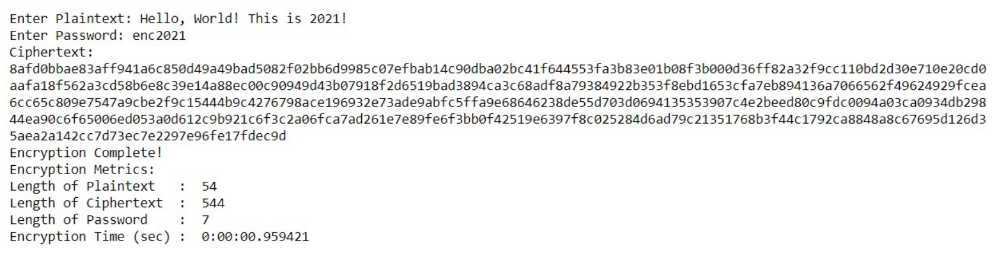 Enter Plaintext: Hello, World! This is 2021!
Enter Password: enc2021
Ciphertext:
8afd0bbae83aff941a6c850d49a49bad5082f02bb6d9985c07efbab14c90dba02bc41f644553fa3b83e01b08f3b000d36ff82a32f9cc110bd2d30e710e20cd0
aafa18f562a3cd58b6e8c39e14a88ec00c90949d43b07918f2d6519bad3894ca3c68adf8a79384922b353f8ebd1653cfa7eb894136a7066562f49624929fcea
6cc65c809e7547a9cbe2f9c15444b9c4276798ace196932e73ade9abfc5ffa9e68646238de55d703d0694135353907c4e2beed80c9fdc0094a03ca0934db298
44ea90c6f65006ed053a0d612c9b921c6f3c2a06fca7ad261e7e89fe6f3bb0f42519e6397f8c025284d6ad79c21351768b3f44c1792ca8848a8c67695d126d3
5aea2a142cc7d73ec7e2297e96fe17fdec9d
Encryption Complete!
Encryption Metrics:
Length of Plaintext   :  54
Length of Ciphertext  :  544
Length of Password    :  7
Encryption Time (sec) :  0:00:00.959421